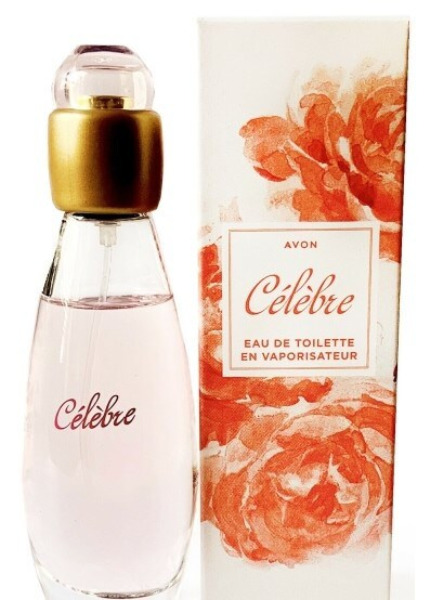 Célèbre
AVON
Célèbre
EAU DE TOILETTE
EN VAPORISATEUR